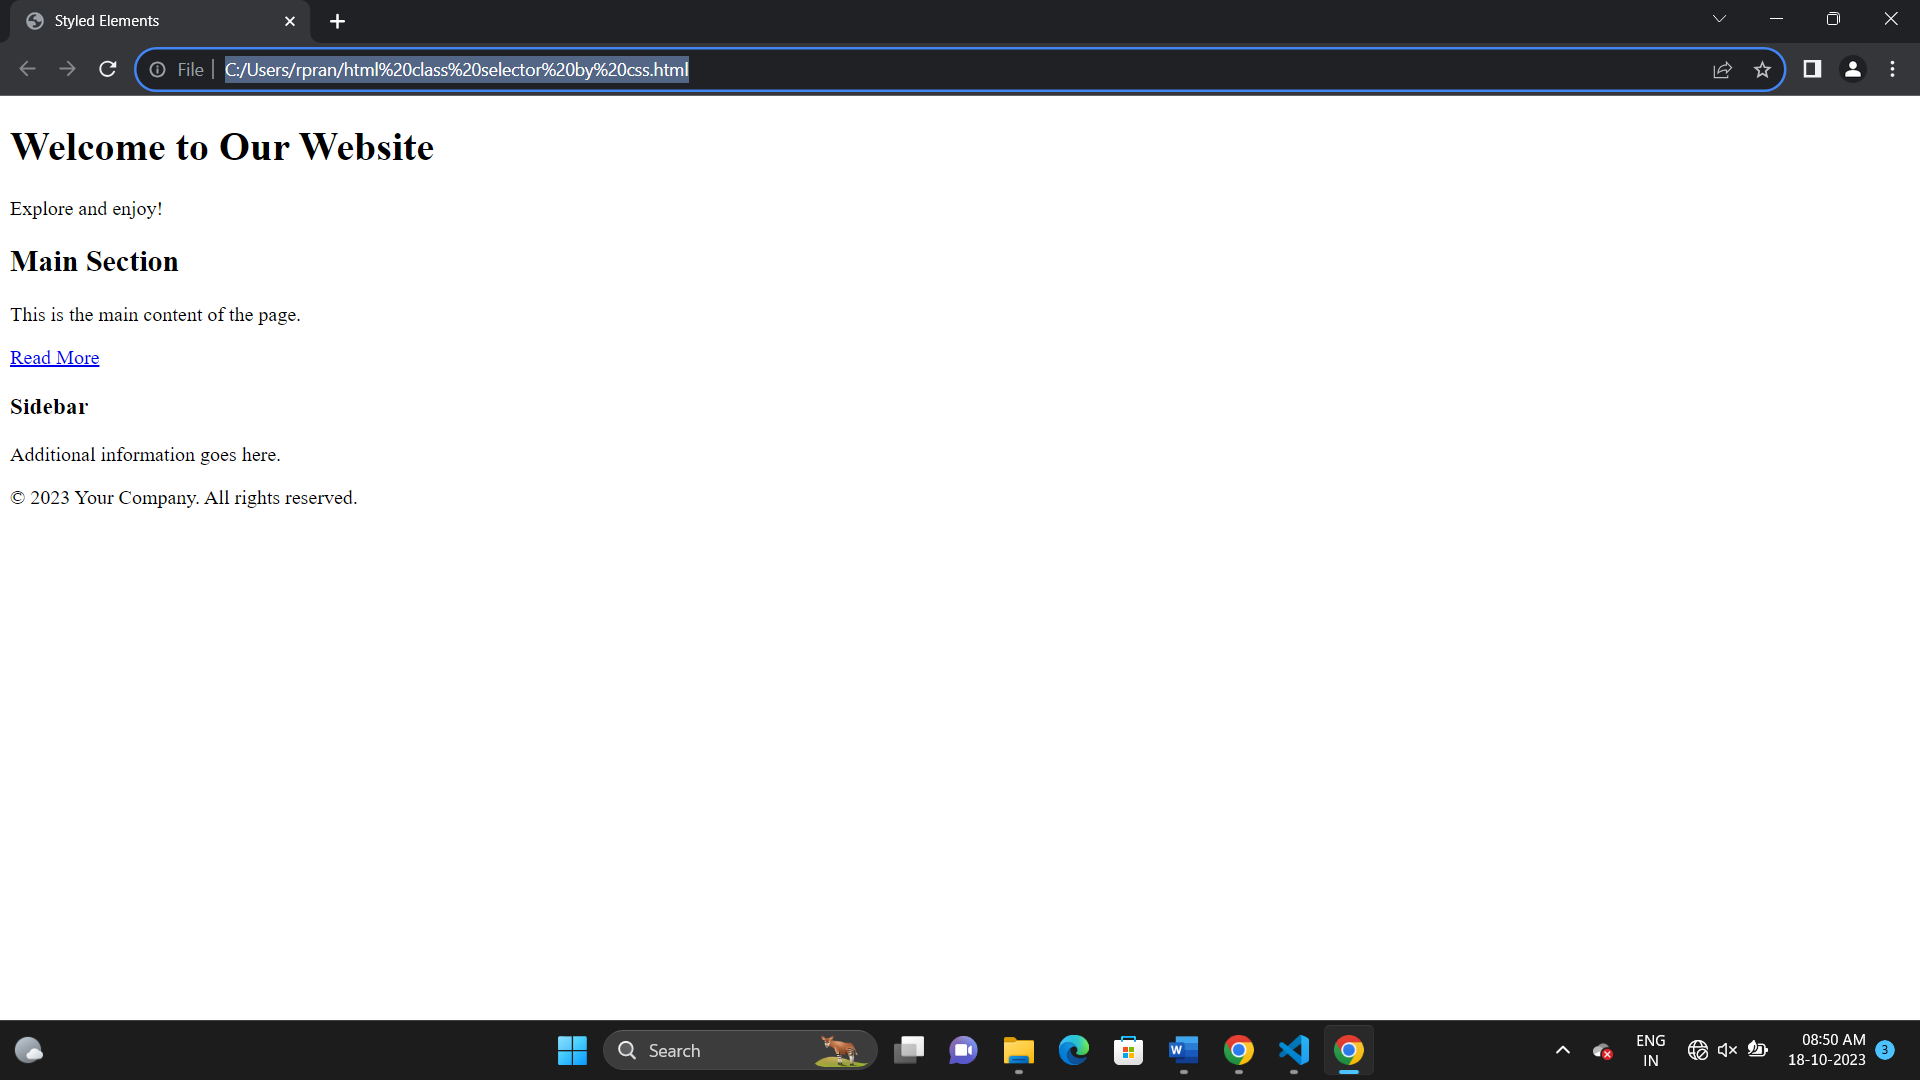 Styled Elements
File
C:/Users/rpran/html%20class%20selector%20by%20css.html
Welcome to Our Website
Explore and enjoy!
Main Section
This is the main content of the page.
Read More
Sidebar
Additional information goes here.
© 2023 Your Company. All rights reserved.
Search
W
ENG
IN
08:50 AM
18-10-2023
3